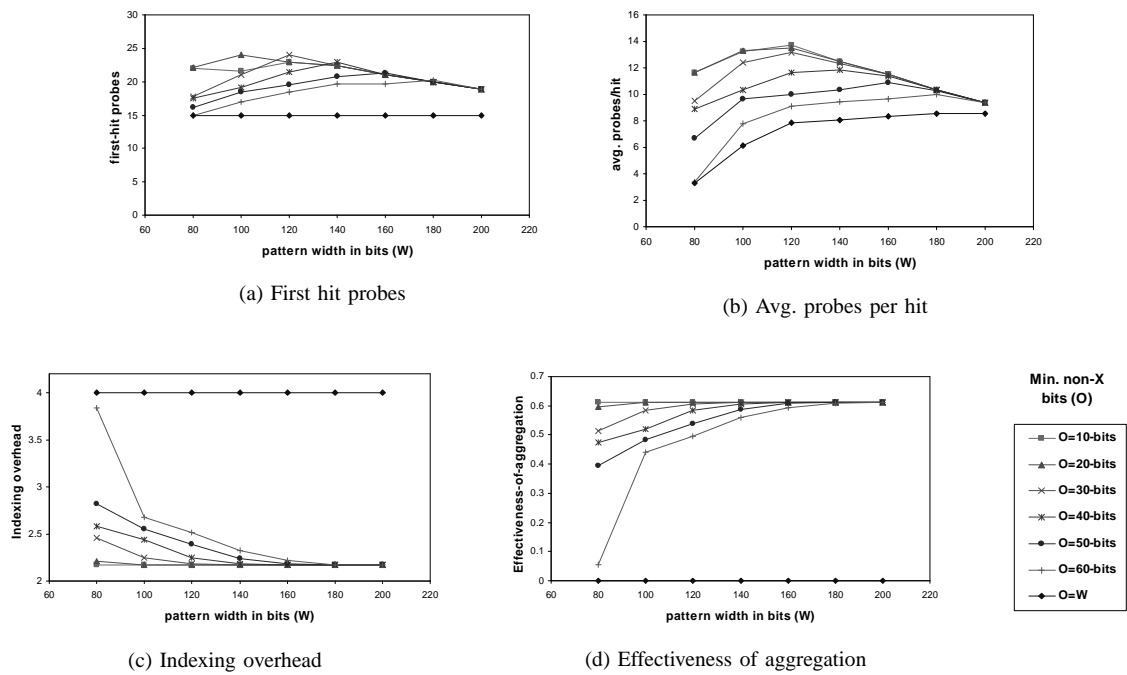 30
25
20
15
10
5
0
first-hit probes
60 80 100 120 140 160 180 200 220
pattern width in bits (W)
(a) First hit probes
16
14
12
10
8
6
4
2
0
avg. probes/hit
60 80 100 120 140 160 180 200 220
pattern width in bits (W)
(b) Avg. probes per hit
4
3.5
3
2.5
2
Indexing overhead
60 80 100 120 140 160 180 200 220
pattern width in bits (W)
(c) Indexing overhead
0.7
0.6
0.5
0.4
0.3
0.2
0.1
0
Effectiveness-of-aggregation
60 80 100 120 140 160 180 200 220
pattern width in bits (W)
(d) Effectiveness of aggregation
Min. non-X
bits (O)
O=10-bits
O=20-bits
O=30-bits
O=40-bits
O=50-bits
O=60-bits
O=W